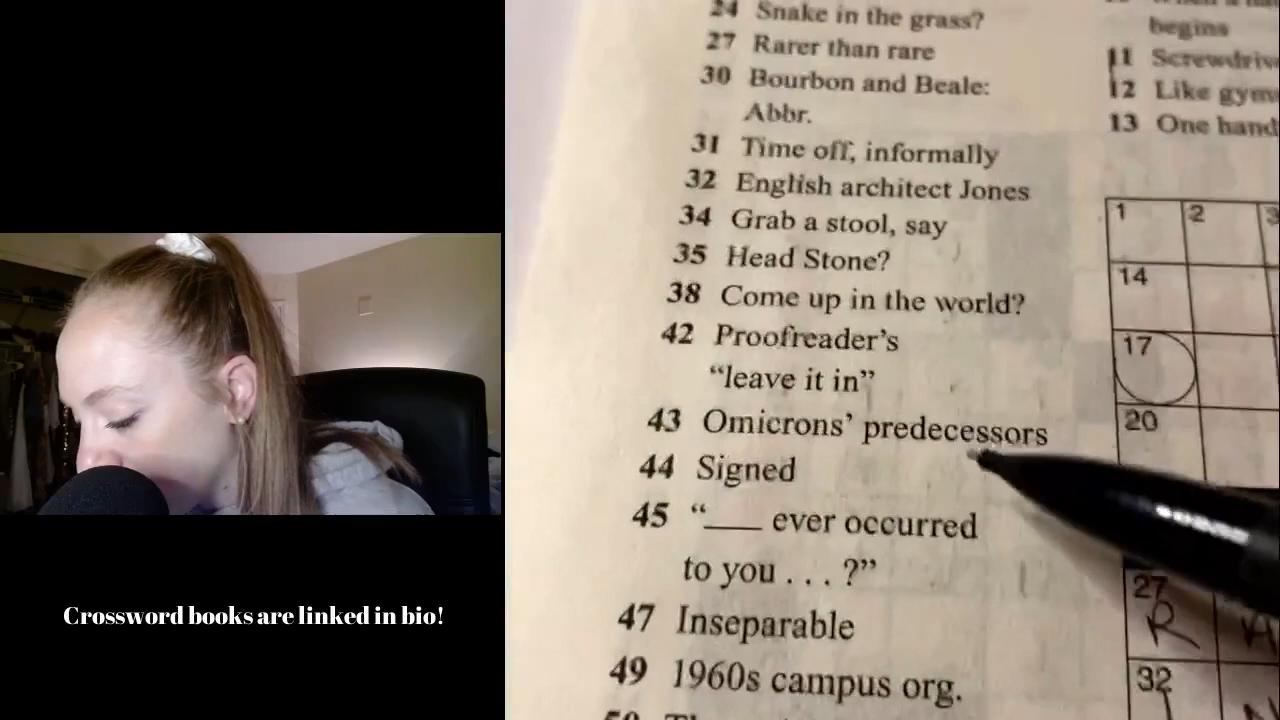 24 Snake in the grass?
27 Rarer than rare
30 Bourbon and Beale:
Abbr.
31 Time off, informally
32 English architect Jones
34 Grab a stool, say
35 Head Stone?
38 Come up in the world?
42 Proofreader's
“leave it in”
43 Omicrons' predecessors
44 Signed
45 “___ ever occurred
to you . . . ?”
47 Inseparable
49 1960s campus org.
begins
11
12 Like
13 One hand
1 2 3
14
17
20
27
R A
32
I N
Crossword books are linked in bio!